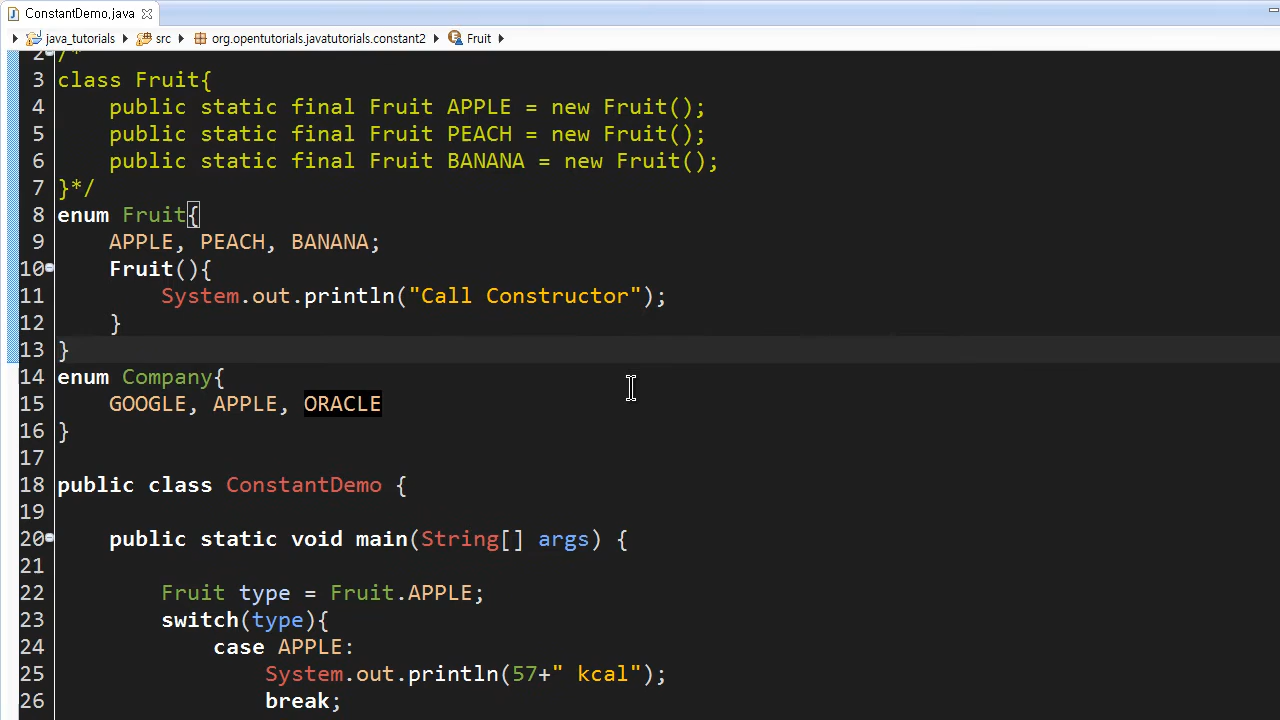 ConstantDemo.java
java_tutorials src org.opentutorials.javatutorials.constant2 Fruit
2 /*
3 class Fruit{
4     public static final Fruit APPLE = new Fruit();
5     public static final Fruit PEACH = new Fruit();
6     public static final Fruit BANANA = new Fruit();
7 }*/
8 enum Fruit{
9     APPLE, PEACH, BANANA;
10     Fruit(){
11         System.out.println("Call Constructor");
12     }
13 }
14 enum Company{
15     GOOGLE, APPLE, ORACLE
16 }
17
18 public class ConstantDemo {
19
20     public static void main(String[] args) {
21
22         Fruit type = Fruit.APPLE;
23         switch(type){
24             case APPLE:
25                 System.out.println(57+" kcal");
26                 break;